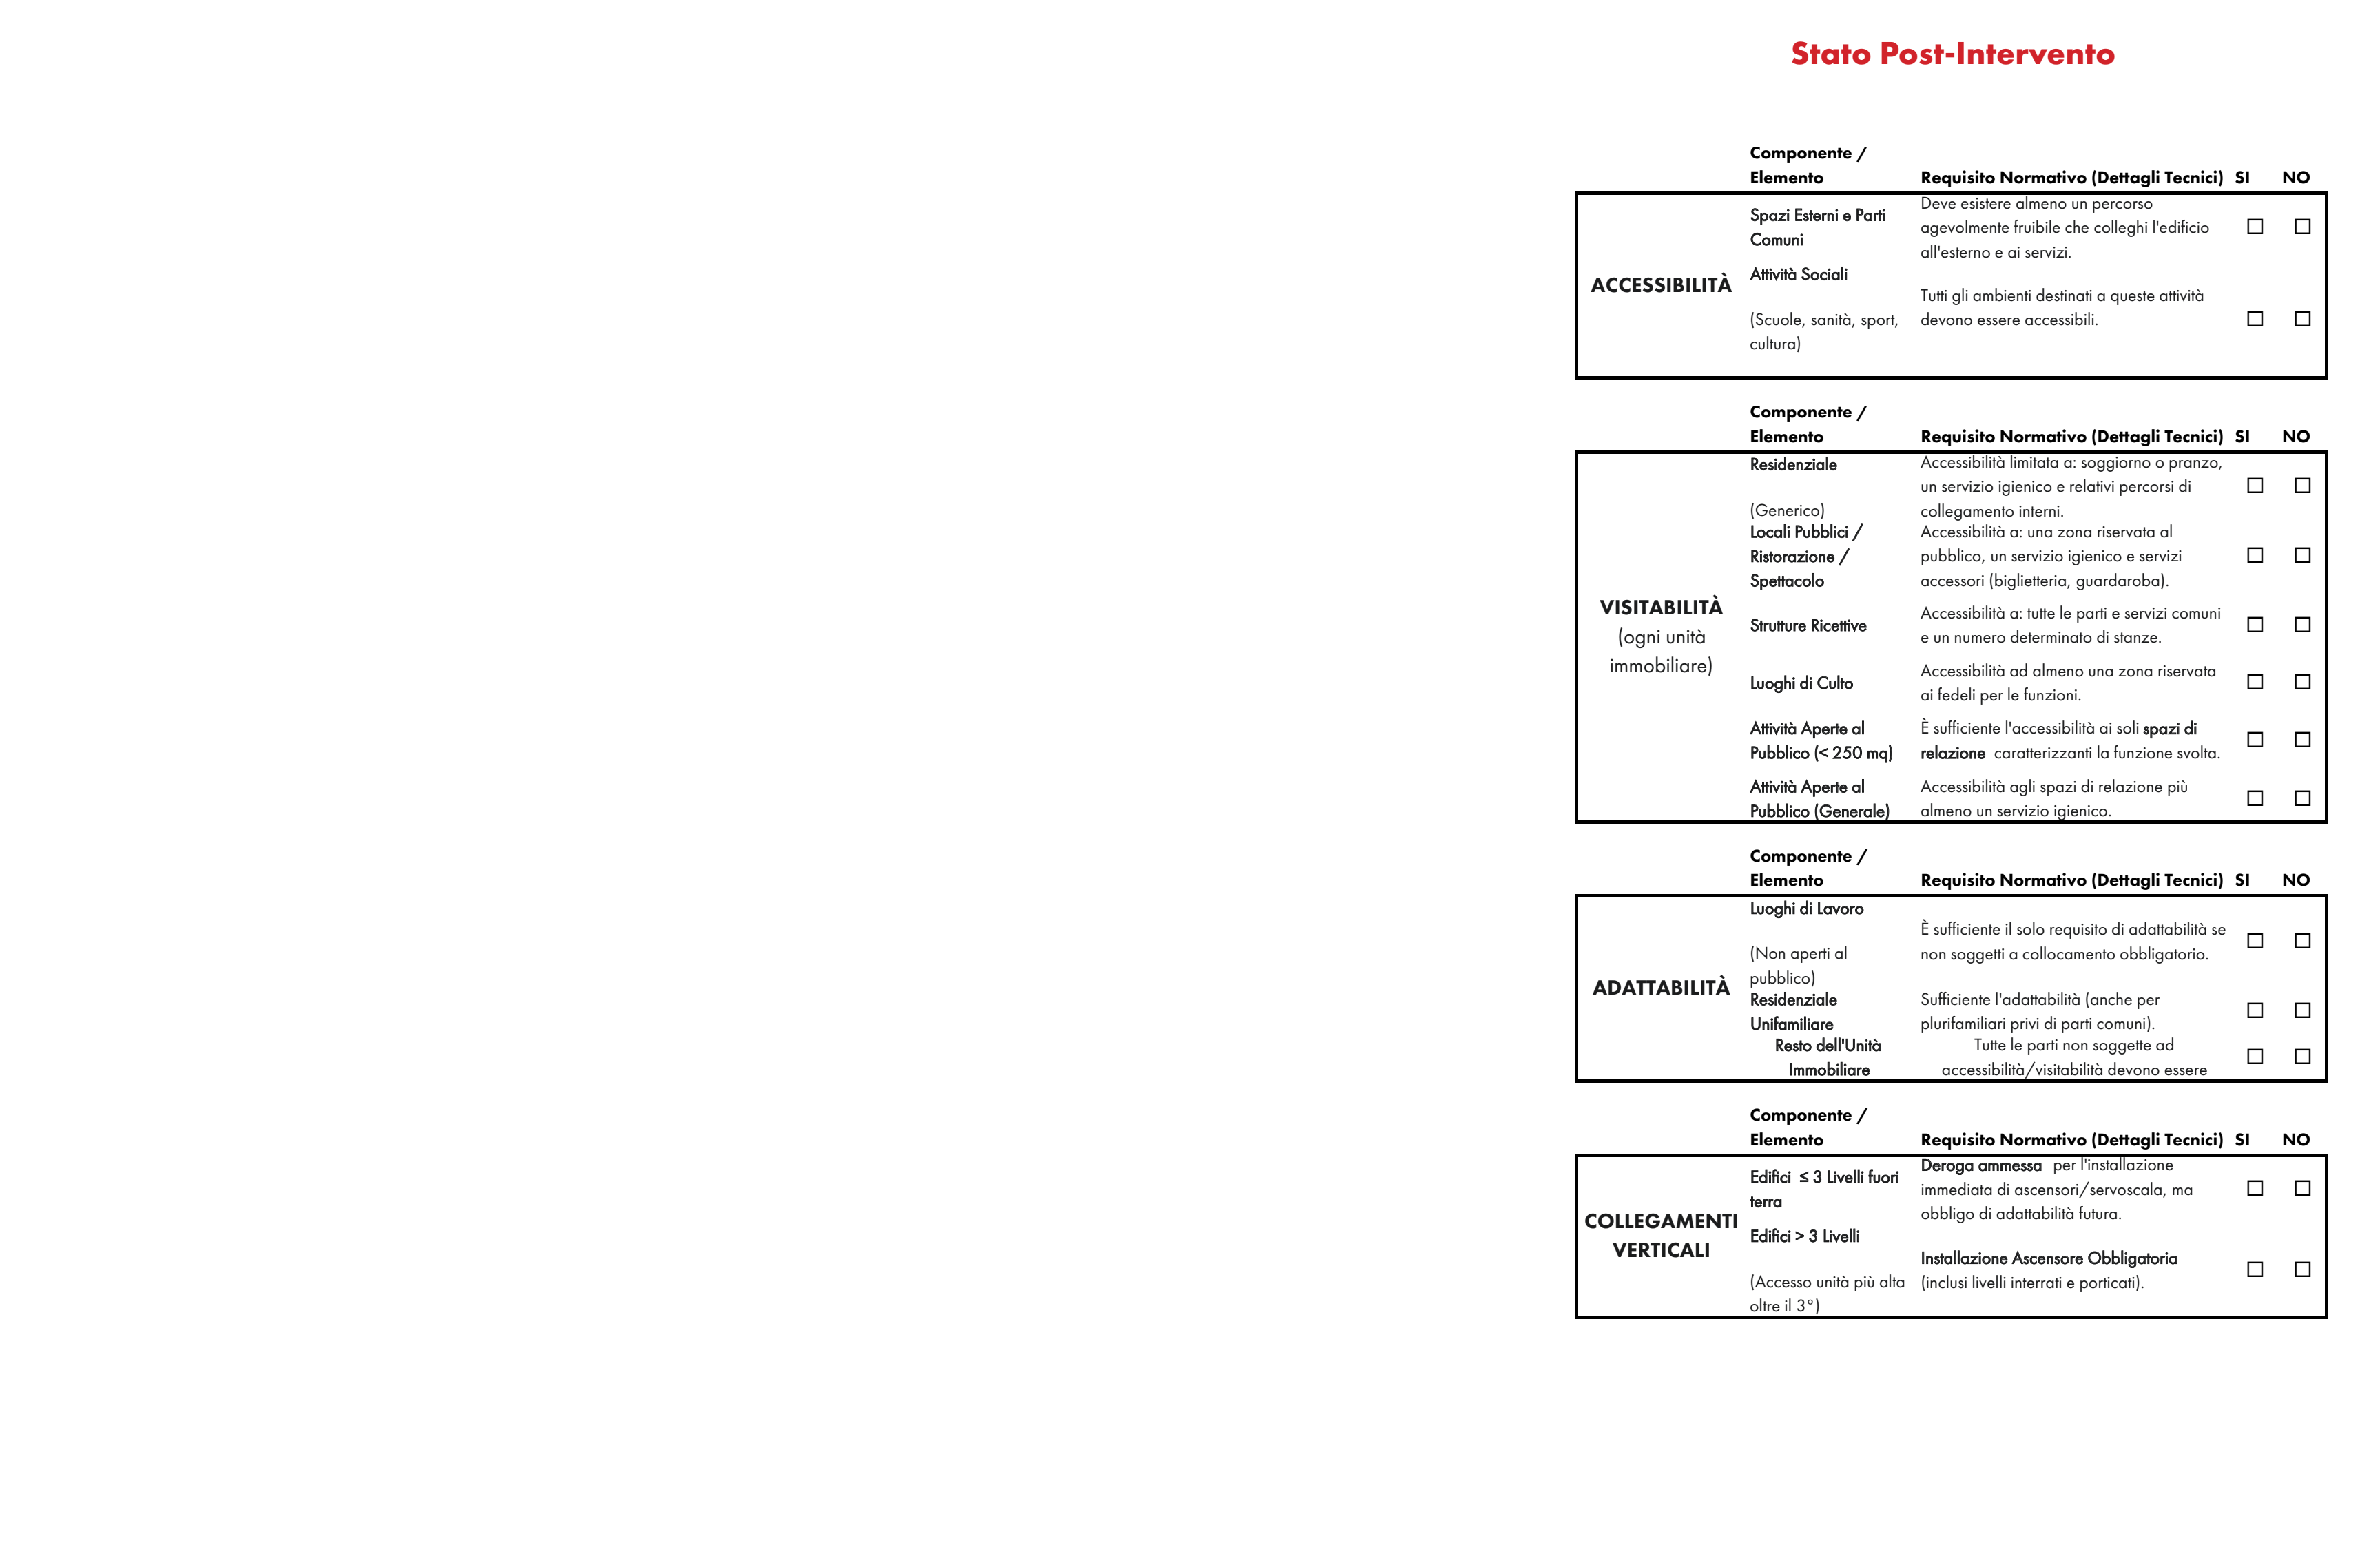 Stato Post-Intervento
Componente /
Elemento
Requisito Normativo (Dettagli Tecnici) SI NO
ACCESSIBILITÀ
Spazi Esterni e Parti
Comuni
Deve esistere almeno un percorso
agevolmente fruibile che colleghi l'edificio
all'esterno e ai servizi.
☐ ☐
Attività Sociali
(Scuole, sanità, sport,
cultura)
Tutti gli ambienti destinati a queste attività
devono essere accessibili.
☐ ☐
Componente /
Elemento
Requisito Normativo (Dettagli Tecnici) SI NO
VISITABILITÀ
(ogni unità
immobiliare)
Residenziale
(Generico)
Accessibilità limitata a: soggiorno o pranzo,
un servizio igienico e relativi percorsi di
collegamento interni.
☐ ☐
Locali Pubblici /
Ristorazione /
Spettacolo
Accessibilità a: una zona riservata al
pubblico, un servizio igienico e servizi
accessori (biglietteria, guardaroba).
☐ ☐
Strutture Ricettive
Accessibilità a: tutte le parti e servizi comuni
e un numero determinato di stanze.
☐ ☐
Luoghi di Culto
Accessibilità ad almeno una zona riservata
ai fedeli per le funzioni.
☐ ☐
Attività Aperte al
Pubblico (< 250 mq)
È sufficiente l'accessibilità ai soli spazi di
relazione caratterizzanti la funzione svolta.
☐ ☐
Attività Aperte al
Pubblico (Generale)
Accessibilità agli spazi di relazione più
almeno un servizio igienico.
☐ ☐
Componente /
Elemento
Requisito Normativo (Dettagli Tecnici) SI NO
ADATTABILITÀ
Luoghi di Lavoro
(Non aperti al
pubblico)
È sufficiente il solo requisito di adattabilità se
non soggetti a collocamento obbligatorio.
☐ ☐
Residenziale
Unifamiliare
Sufficiente l'adattabilità (anche per
plurifamiliari privi di parti comuni).
☐ ☐
Resto dell'Unità
Immobiliare
Tutte le parti non soggette ad
accessibilità/visitabilità devono essere
☐ ☐
Componente /
Elemento
Requisito Normativo (Dettagli Tecnici) SI NO
COLLEGAMENTI
VERTICALI
Edifici ≤ 3 Livelli fuori
terra
Deroga ammessa per l'installazione
immediata di ascensori/servoscala, ma
obbligo di adattabilità futura.
☐ ☐
Edifici > 3 Livelli
(Accesso unità più alta
oltre il 3°)
Installazione Ascensore Obbligatoria
(inclusi livelli interrati e porticati).
☐ ☐